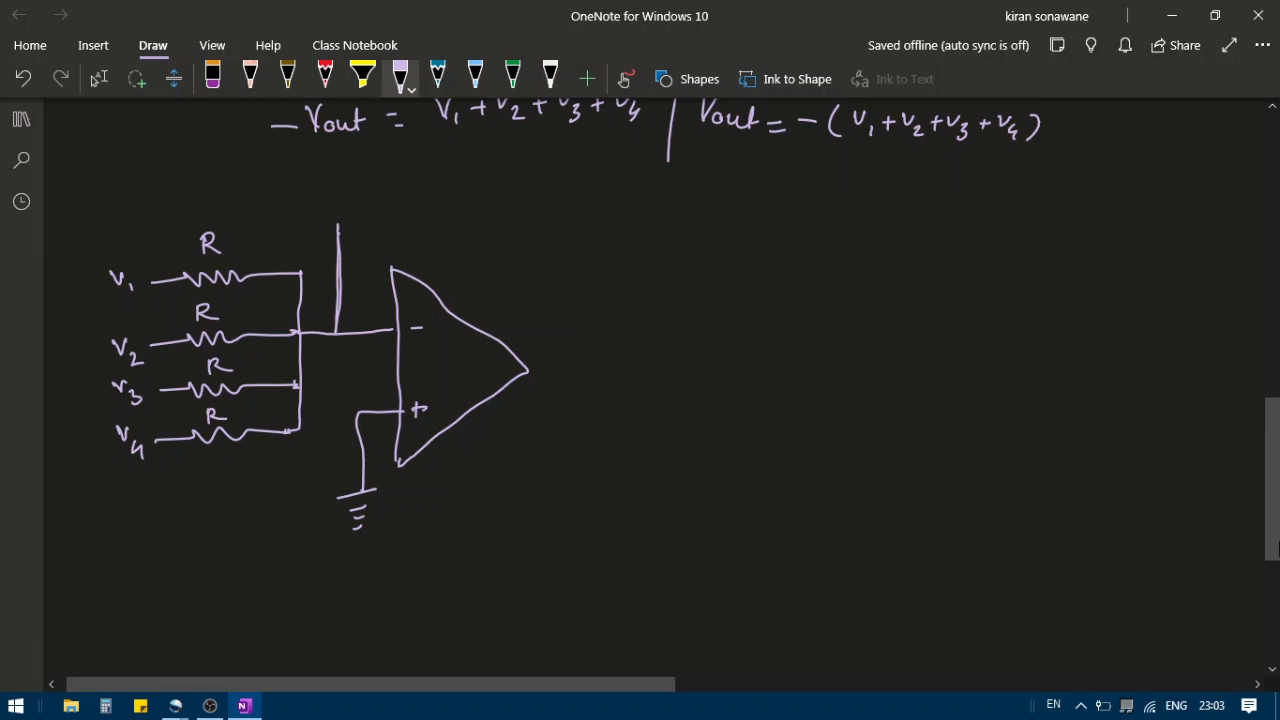 OneNote for Windows 10
kiran sonawane
Home Insert Draw View Help Class Notebook
Saved offline (auto sync is off)
Share
Shapes
Ink to Shape
Ink to Text
- Vout = V1 + V2 + V3 + V4
Vout = - (V1 + V2 + V3 + V4)
R
V1
R
V2
R
V3
R
V4
-
+
EN
ENG
23:03